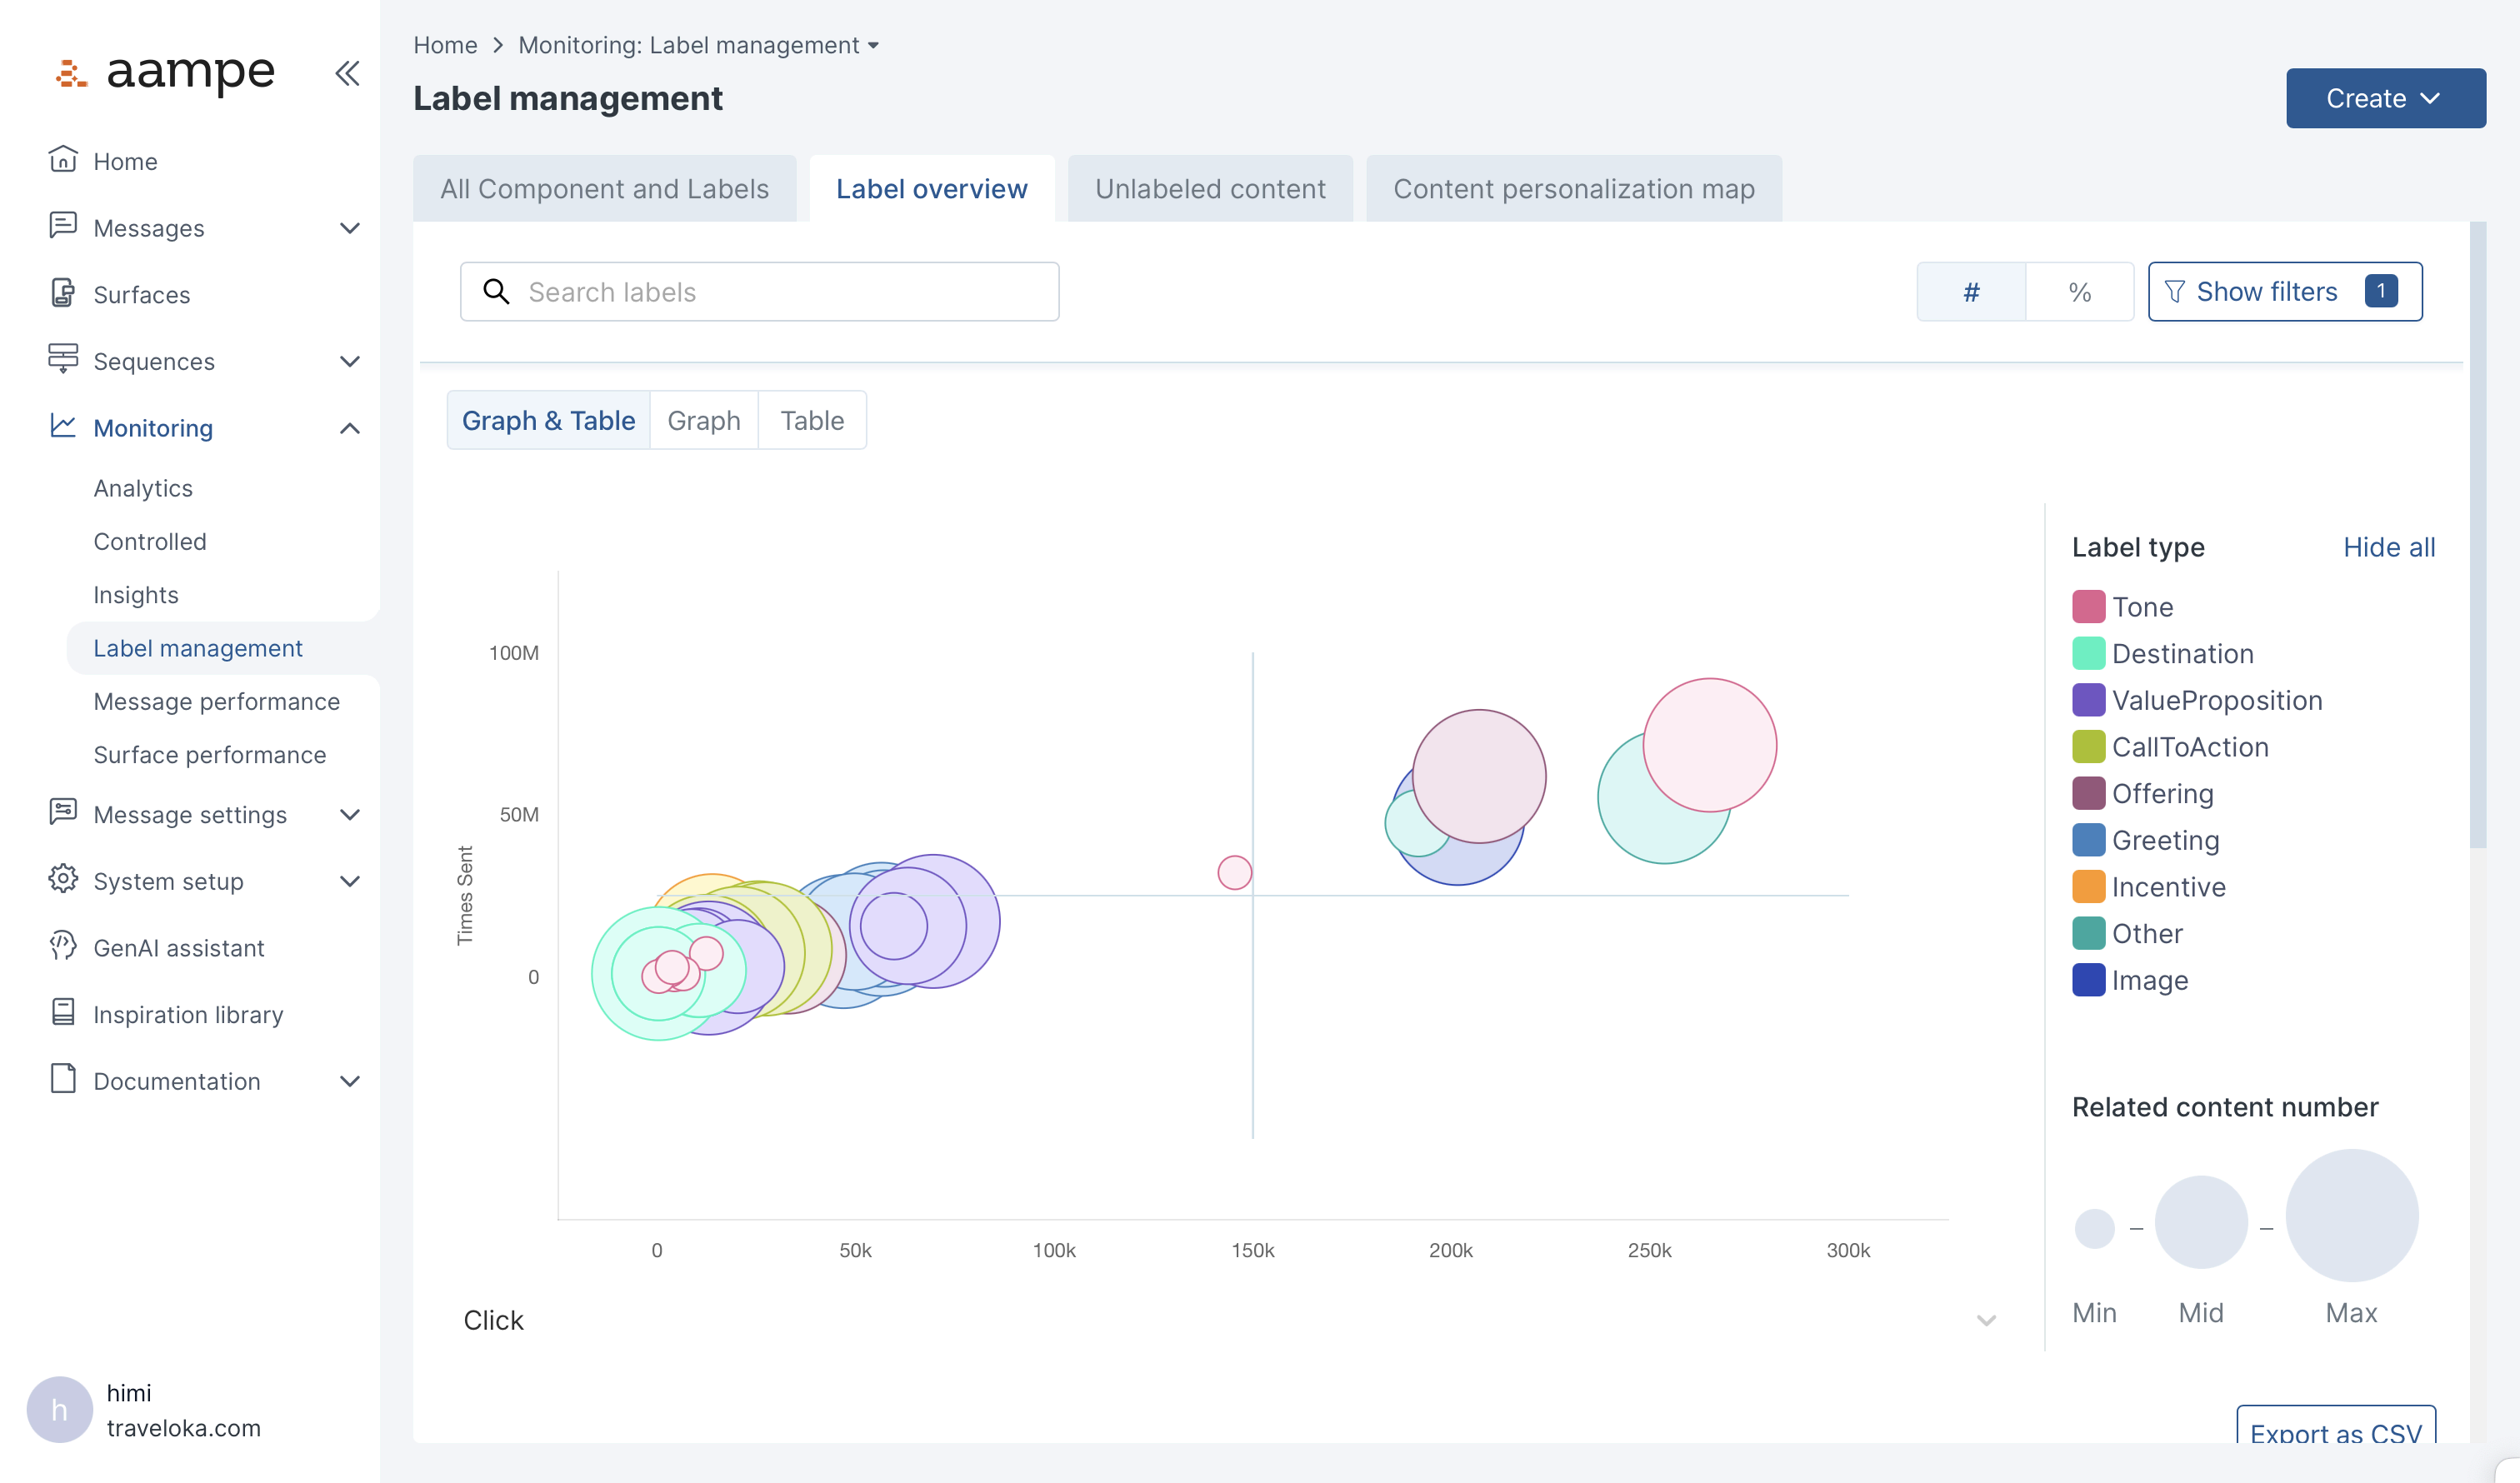 aampe
Home
Messages
Surfaces
Sequences
Monitoring
Analytics
Controlled
Insights
Label management
Message performance
Surface performance
Message settings
System setup
GenAI assistant
Inspiration library
Documentation
h
himi
traveloka.com
Home > Monitoring: Label management
Label management
Create
All Component and Labels
Label overview
Unlabeled content
Content personalization map
Search labels
#
%
Show filters 1
Graph & Table
Graph
Table
Times Sent
100M
50M
0
0
50k
100k
150k
200k
250k
300k
Click
Label type
Hide all
Tone
Destination
ValueProposition
CallToAction
Offering
Greeting
Incentive
Other
Image
Related content number
Min – Mid – Max
Export as CSV